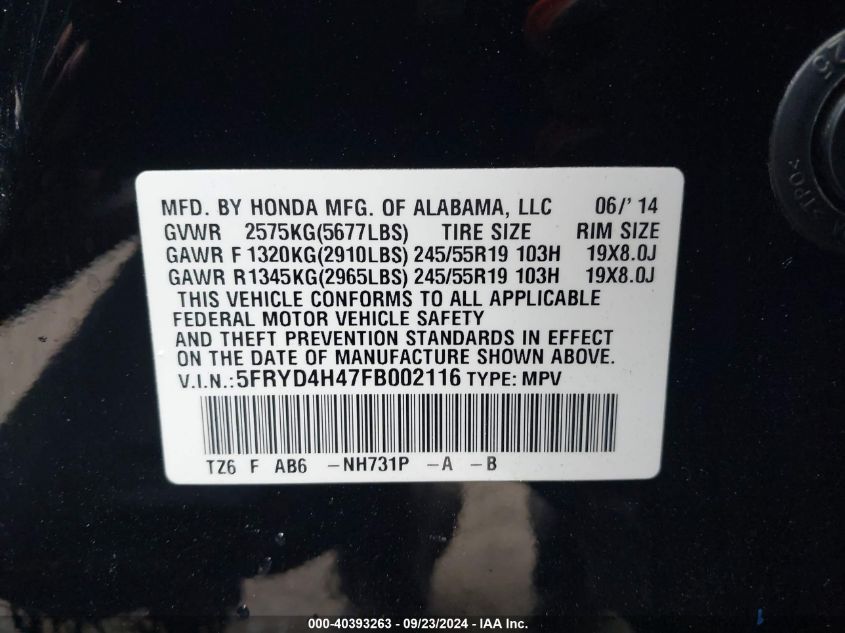 MFD. BY HONDA MFG. OF ALABAMA, LLC 06/' 14
GVWR 2575KG(5677LBS) TIRE SIZE RIM SIZE
GAWR F 1320KG(2910LBS) 245/55R19 103H 19X8.0J
GAWR R1345KG(2965LBS) 245/55R19 103H 19X8.0J
THIS VEHICLE CONFORMS TO ALL APPLICABLE
FEDERAL MOTOR VEHICLE SAFETY
AND THEFT PREVENTION STANDARDS IN EFFECT
ON THE DATE OF MANUFACTURE SHOWN ABOVE.
V.I.N.:5FRYD4H47FB002116 TYPE: MPV
TZ6 F AB6 -NH731P -A -B
>TPO<
25
000-40393263 - 09/23/2024 - IAA Inc.